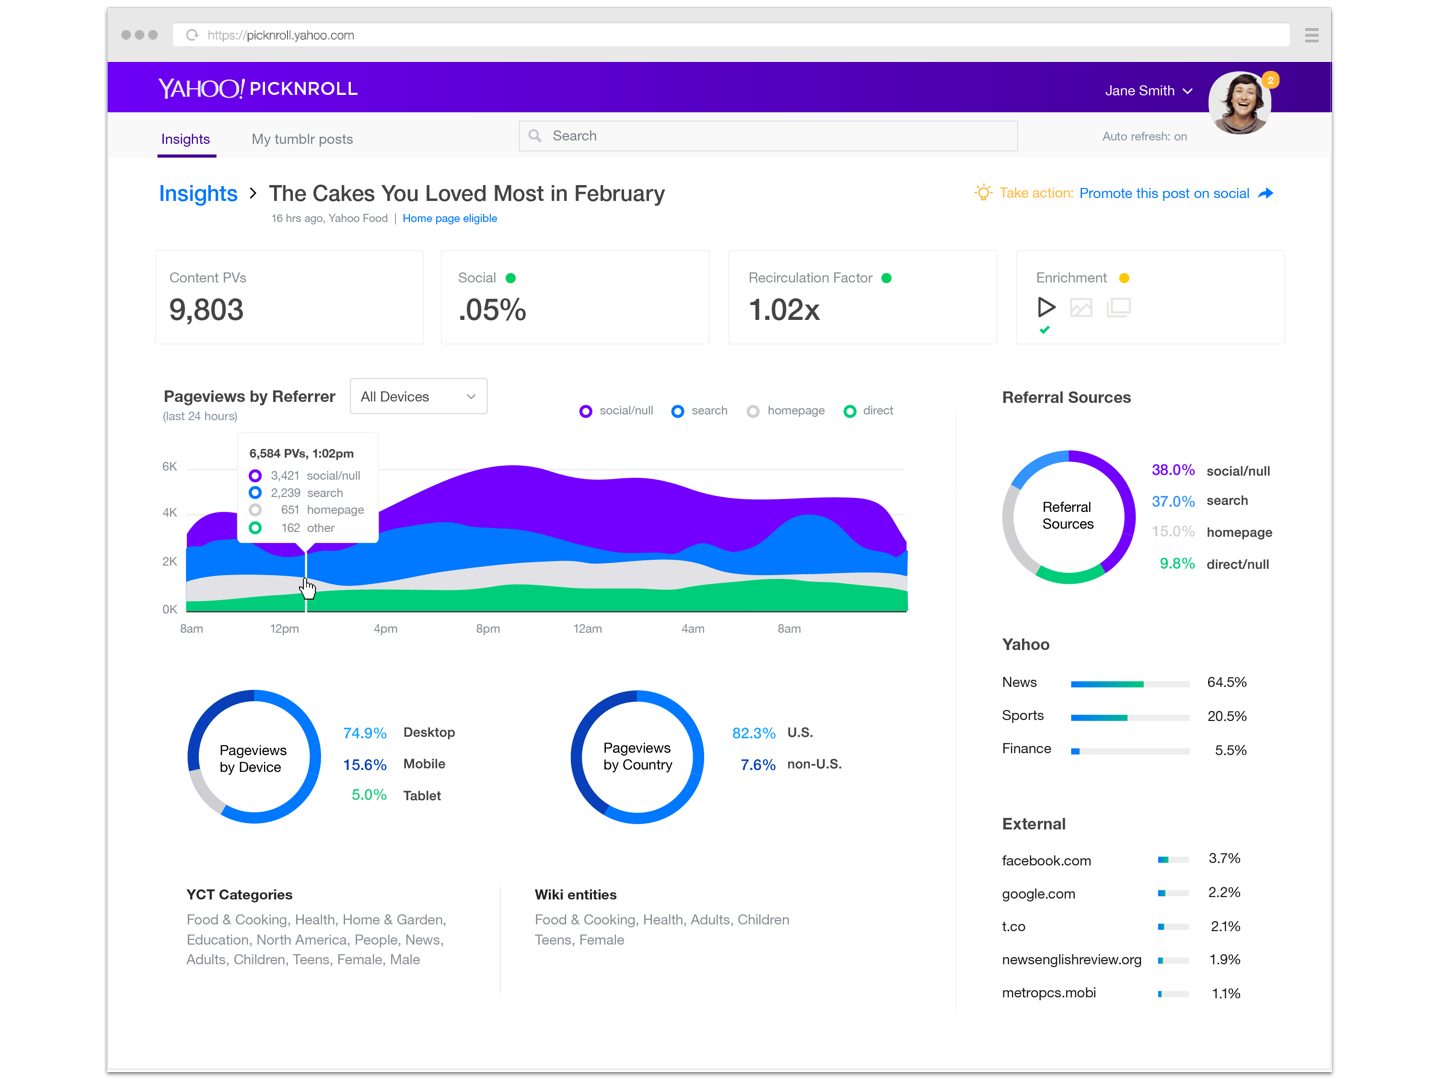 https://picknroll.yahoo.com
YAHOO! PICKNROLL
Jane Smith
2
Insights
My tumblr posts
Search
Auto refresh: on
Insights > The Cakes You Loved Most in February
16 hrs ago, Yahoo Food | Home page eligible
Take action: Promote this post on social
Content PVs
9,803
Social
.05%
Recirculation Factor
1.02x
Enrichment
Pageviews by Referrer
(last 24 hours)
All Devices
social/null
search
homepage
direct
6,584 PVs, 1:02pm
3,421 social/null
2,239 search
651 homepage
162 other
6K
4K
2K
0K
8am
12pm
4pm
8pm
12am
4am
8am
Referral Sources
Referral
Sources
38.0% social/null
37.0% search
15.0% homepage
9.8% direct/null
Pageviews
by Device
74.9% Desktop
15.6% Mobile
5.0% Tablet
Pageviews
by Country
82.3% U.S.
7.6% non-U.S.
Yahoo
News 64.5%
Sports 20.5%
Finance 5.5%
External
facebook.com 3.7%
google.com 2.2%
t.co 2.1%
newsenglishreview.org 1.9%
metropcs.mobi 1.1%
YCT Categories
Food & Cooking, Health, Home & Garden,
Education, North America, People, News,
Adults, Children, Teens, Female, Male
Wiki entities
Food & Cooking, Health, Adults, Children
Teens, Female